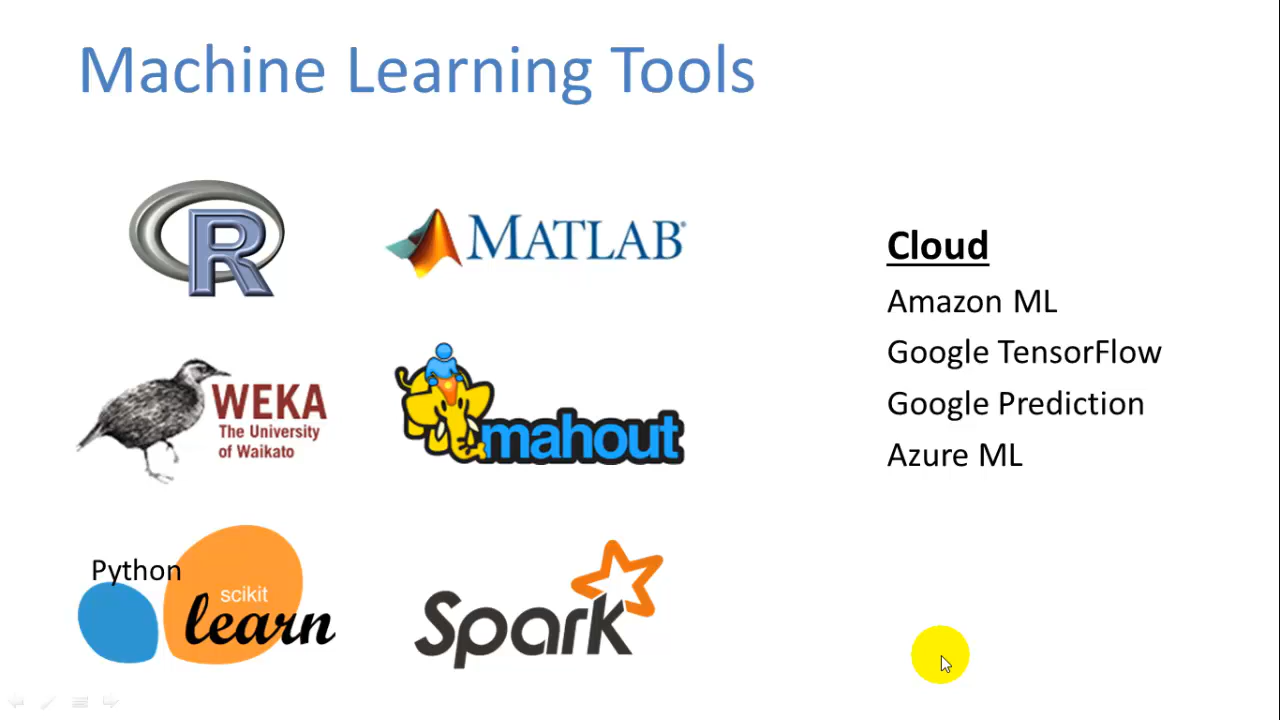 Machine Learning Tools
R
MATLAB®
WEKA
The University
of Waikato
mahout
Python
scikit
learn
Spark
Cloud
Amazon ML
Google TensorFlow
Google Prediction
Azure ML